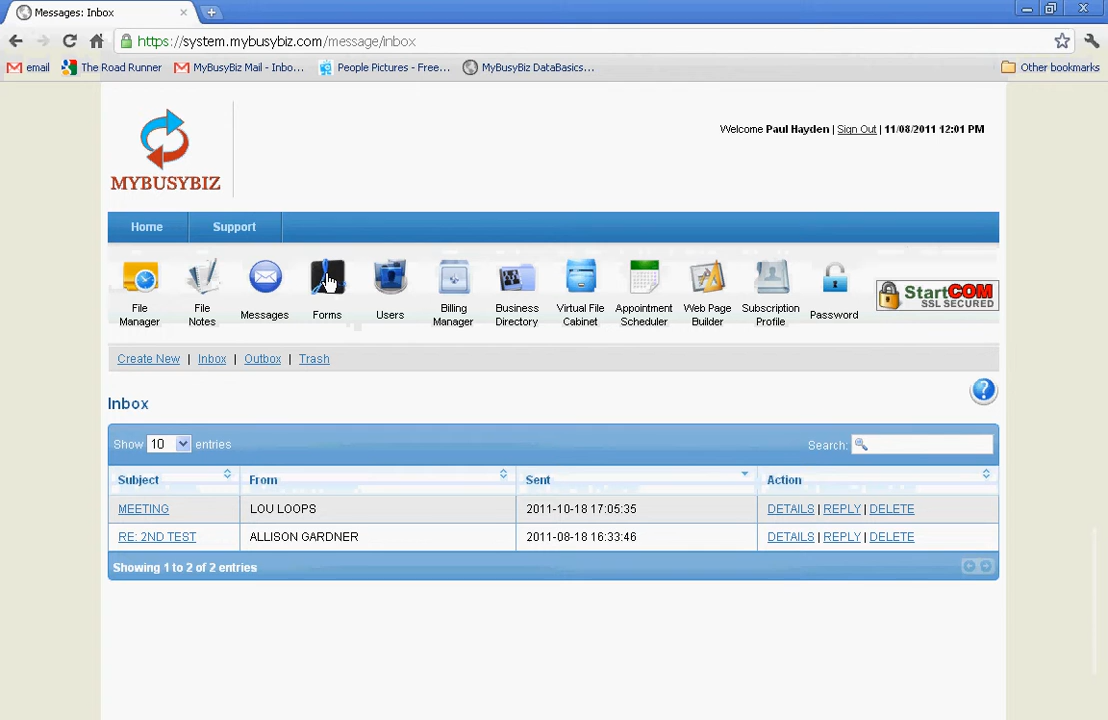 Messages: Inbox
https://system.mybusybiz.com/message/inbox
email The Road Runner MyBusyBiz Mail - Inbo... People Pictures - Free... MyBusyBiz DataBasics... Other bookmarks
MYBUSYBIZ
Welcome Paul Hayden | Sign Out | 11/08/2011 12:01 PM
Home Support
File Manager
File Notes
Messages
Forms
Users
Billing Manager
Business Directory
Virtual File Cabinet
Appointment Scheduler
Web Page Builder
Subscription Profile
Password
StartCOM
SSL SECURED
Create New | Inbox | Outbox | Trash
Inbox
?
Show 10 entries Search:
Subject From Sent Action
MEETING LOU LOOPS 2011-10-18 17:05:35 DETAILS | REPLY | DELETE
RE: 2ND TEST ALLISON GARDNER 2011-08-18 16:33:46 DETAILS | REPLY | DELETE
Showing 1 to 2 of 2 entries